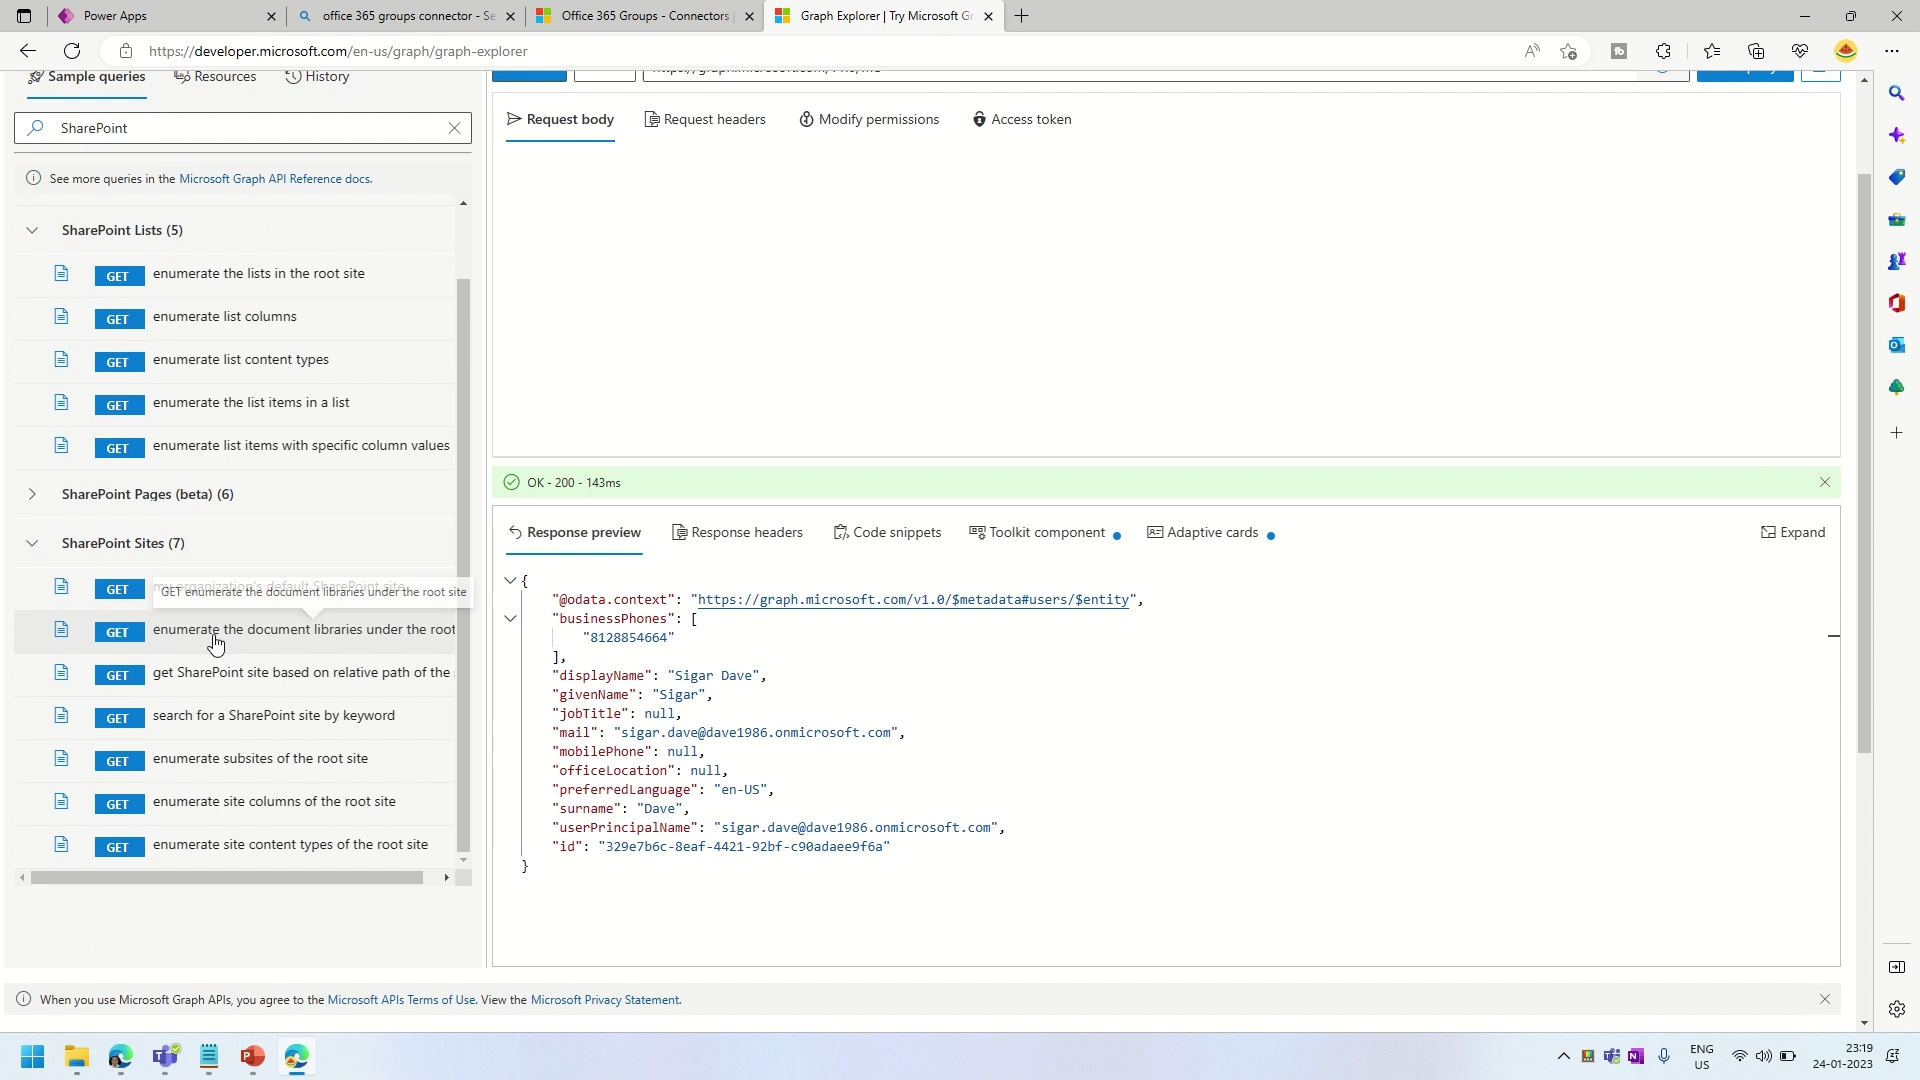 Power Apps
office 365 groups connector - Se
Office 365 Groups - Connectors
Graph Explorer | Try Microsoft Gr
https://developer.microsoft.com/en-us/graph/graph-explorer
Sample queries
Resources
History
SharePoint
See more queries in the Microsoft Graph API Reference docs.
SharePoint Lists (5)
GET enumerate the lists in the root site
GET enumerate list columns
GET enumerate list content types
GET enumerate the list items in a list
GET enumerate list items with specific column values
SharePoint Pages (beta) (6)
SharePoint Sites (7)
GET my organization's default SharePoint site
GET enumerate the document libraries under the root site
GET enumerate the document libraries under the root
GET get SharePoint site based on relative path of the
GET search for a SharePoint site by keyword
GET enumerate subsites of the root site
GET enumerate site columns of the root site
GET enumerate site content types of the root site
Request body
Request headers
Modify permissions
Access token
OK - 200 - 143ms
Response preview
Response headers
Code snippets
Toolkit component
Adaptive cards
Expand
{
"@odata.context": "https://graph.microsoft.com/v1.0/$metadata#users/$entity",
"businessPhones": [
"8128854664"
],
"displayName": "Sigar Dave",
"givenName": "Sigar",
"jobTitle": null,
"mail": "sigar.dave@dave1986.onmicrosoft.com",
"mobilePhone": null,
"officeLocation": null,
"preferredLanguage": "en-US",
"surname": "Dave",
"userPrincipalName": "sigar.dave@dave1986.onmicrosoft.com",
"id": "329e7b6c-8eaf-4421-92bf-c90adaee9f6a"
}
When you use Microsoft Graph APIs, you agree to the Microsoft APIs Terms of Use. View the Microsoft Privacy Statement.
ENG
US
23:19
24-01-2023